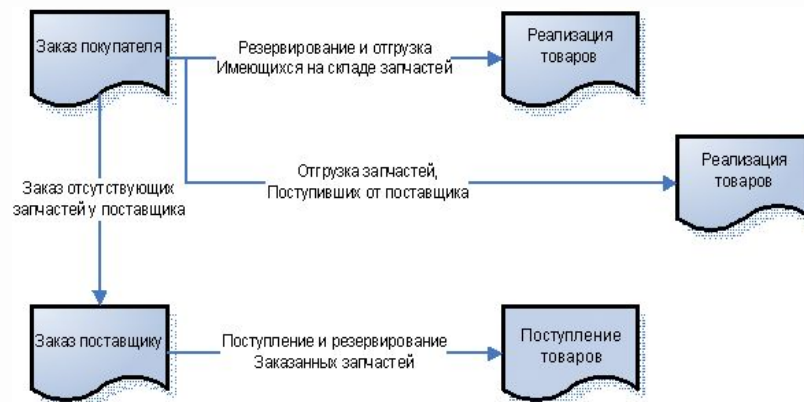 Заказ покупателя
Резервирование и отгрузка
Имеющихся на складе запчастей
Реализация
товаров
Отгрузка запчастей,
Поступивших от поставщика
Реализация
товаров
Заказ отсутствующих
запчастей у поставщика
Заказ поставщику
Поступление и резервирование
Заказанных запчастей
Поступление
товаров